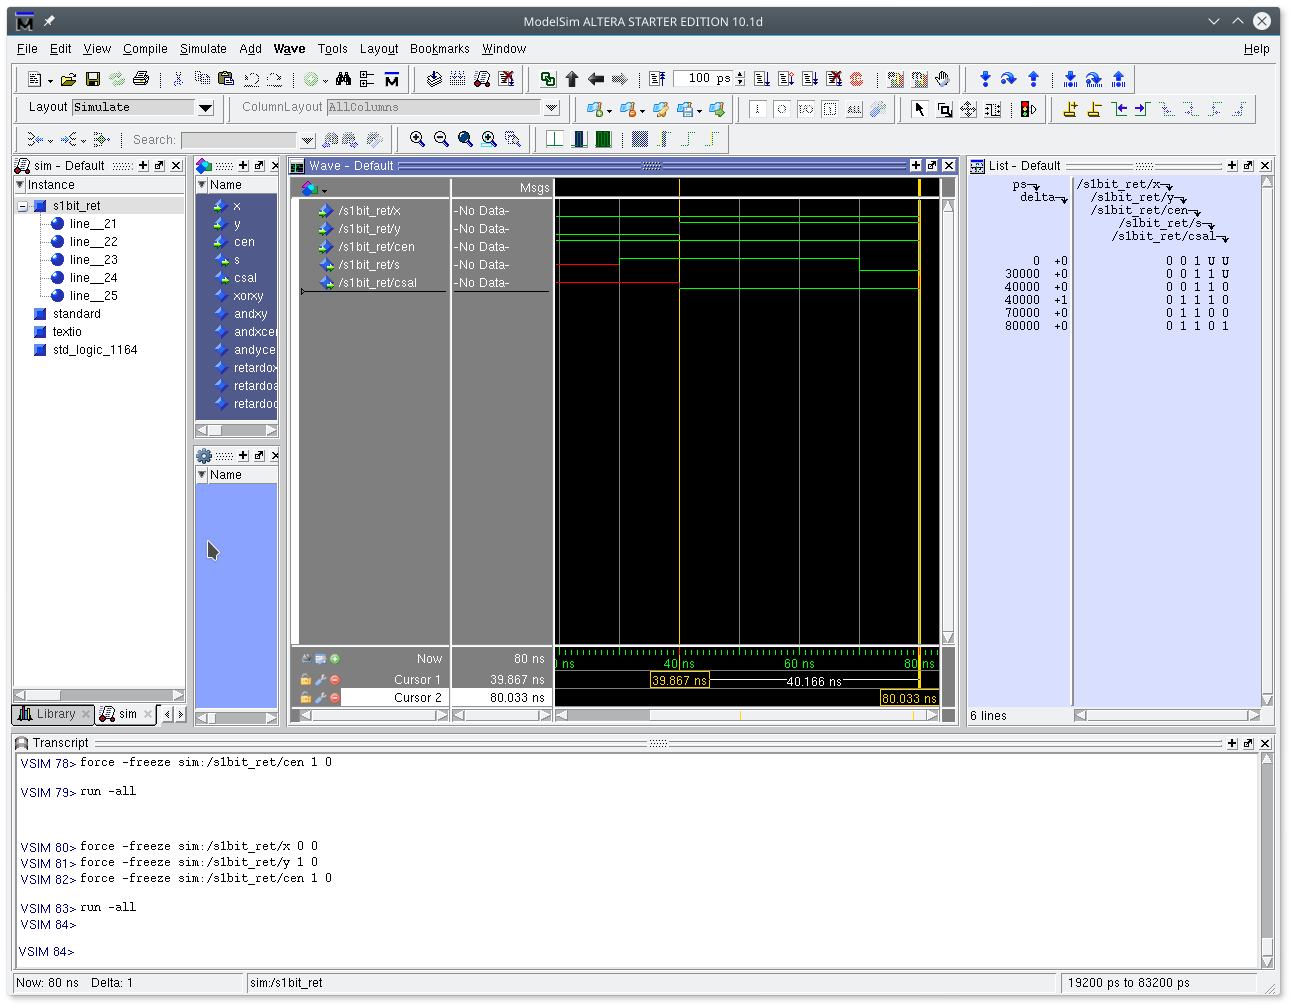 ModelSim ALTERA STARTER EDITION 10.1d
File Edit View Compile Simulate Add Wave Tools Layout Bookmarks Window Help
100 ps
Layout Simulate ColumnLayout AllColumns
Search:
sim - Default
Instance
s1bit_ret
line__21
line__22
line__23
line__24
line__25
standard
textio
std_logic_1164
Library sim
Name
x
y
cen
s
csal
xorxy
andxy
andxcen
andyce
retardox
retardoa
retardoc
Name
Wave - Default
Msgs
/s1bit_ret/x -No Data-
/s1bit_ret/y -No Data-
/s1bit_ret/cen -No Data-
/s1bit_ret/s -No Data-
/s1bit_ret/csal -No Data-
Now 80 ns
Cursor 1 39.867 ns
Cursor 2 80.033 ns
ns 40 ns 60 ns 80 ns
39.867 ns 40.166 ns
80.033 ns
List - Default
ps
delta
/s1bit_ret/x
/s1bit_ret/y
/s1bit_ret/cen
/s1bit_ret/s
/s1bit_ret/csal
0 +0 0 0 1 U U
30000 +0 0 0 1 1 U
40000 +0 0 0 1 1 0
40000 +1 0 1 1 1 0
70000 +0 0 1 1 0 0
80000 +0 0 1 1 0 1
6 lines
Transcript
VSIM 78> force -freeze sim:/s1bit_ret/cen 1 0
VSIM 79> run -all
VSIM 80> force -freeze sim:/s1bit_ret/x 0 0
VSIM 81> force -freeze sim:/s1bit_ret/y 1 0
VSIM 82> force -freeze sim:/s1bit_ret/cen 1 0
VSIM 83> run -all
VSIM 84>
VSIM 84>
Now: 80 ns Delta: 1 sim:/s1bit_ret 19200 ps to 83200 ps